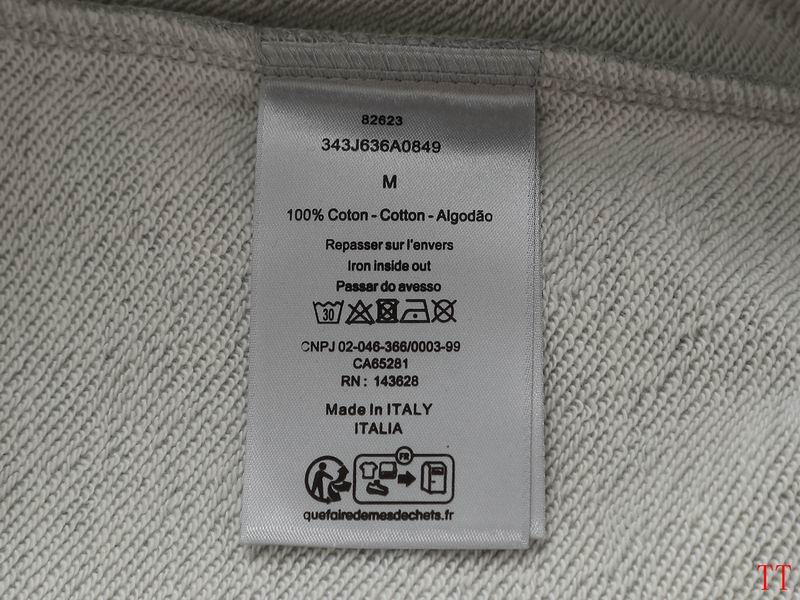 82623
343J636A0849
M
100% Coton - Cotton - Algodão
Repasser sur l'envers
Iron inside out
Passar do avesso
30
CNPJ 02-046-366/0003-99
CA65281
RN : 143628
Made In ITALY
ITALIA
FR
quefairedemesdechets.fr
TT